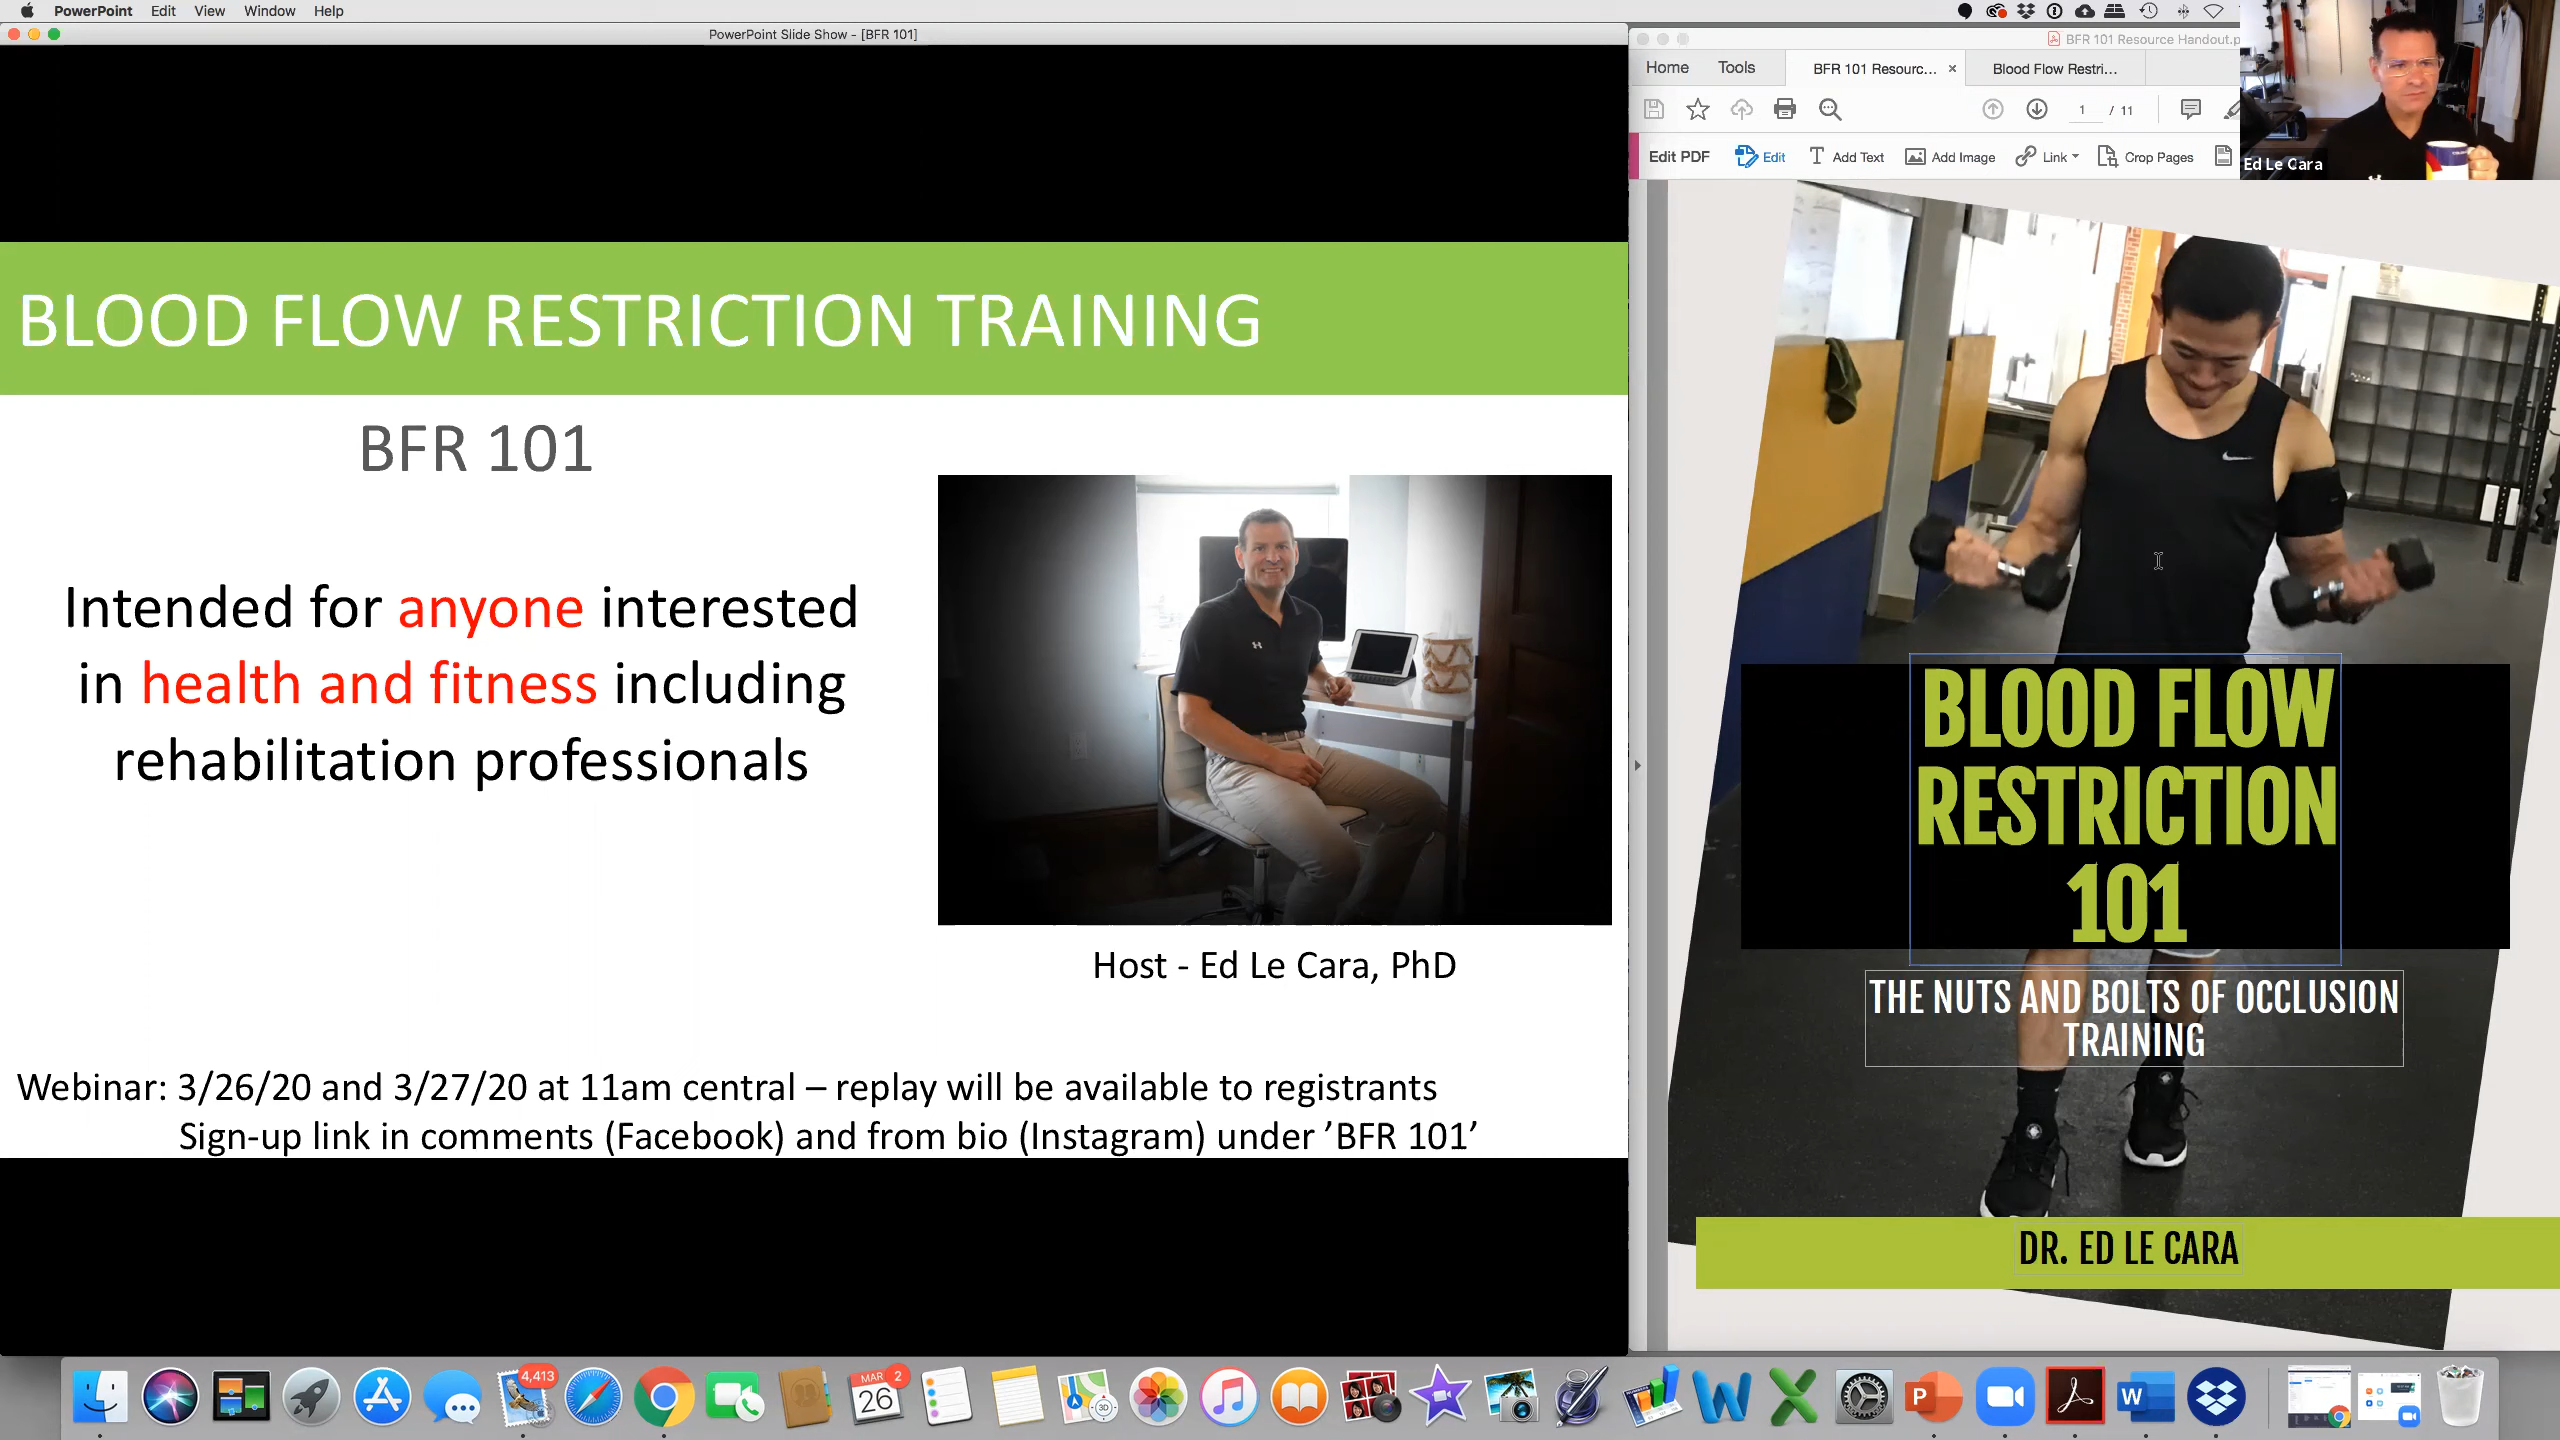 PowerPoint Edit View Window Help
PowerPoint Slide Show - [BFR 101]
BLOOD FLOW RESTRICTION TRAINING
BFR 101
Intended for anyone interested
in health and fitness including
rehabilitation professionals
Host - Ed Le Cara, PhD
Webinar: 3/26/20 and 3/27/20 at 11am central – replay will be available to registrants
Sign-up link in comments (Facebook) and from bio (Instagram) under ’BFR 101’
BFR 101 Resource Handout.p
Home Tools BFR 101 Resourc... × Blood Flow Restri...
1 / 11
Edit PDF Edit Add Text Add Image Link Crop Pages
Ed Le Cara
BLOOD FLOW
RESTRICTION
101
THE NUTS AND BOLTS OF OCCLUSION
TRAINING
DR. ED LE CARA
4,413
MAR 2
26
3D
P
W